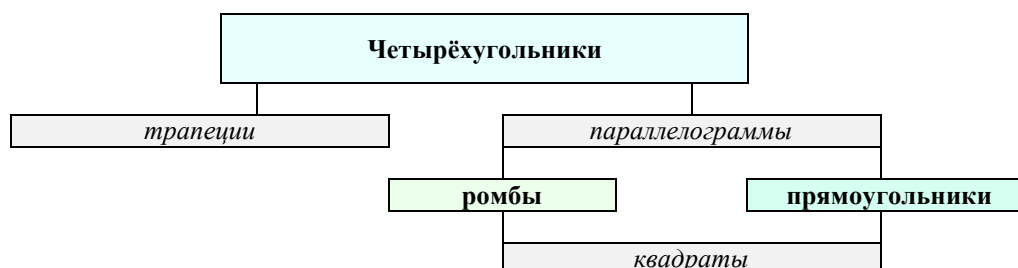 Четырёхугольники
трапеции
параллелограммы
ромбы
прямоугольники
квадраты